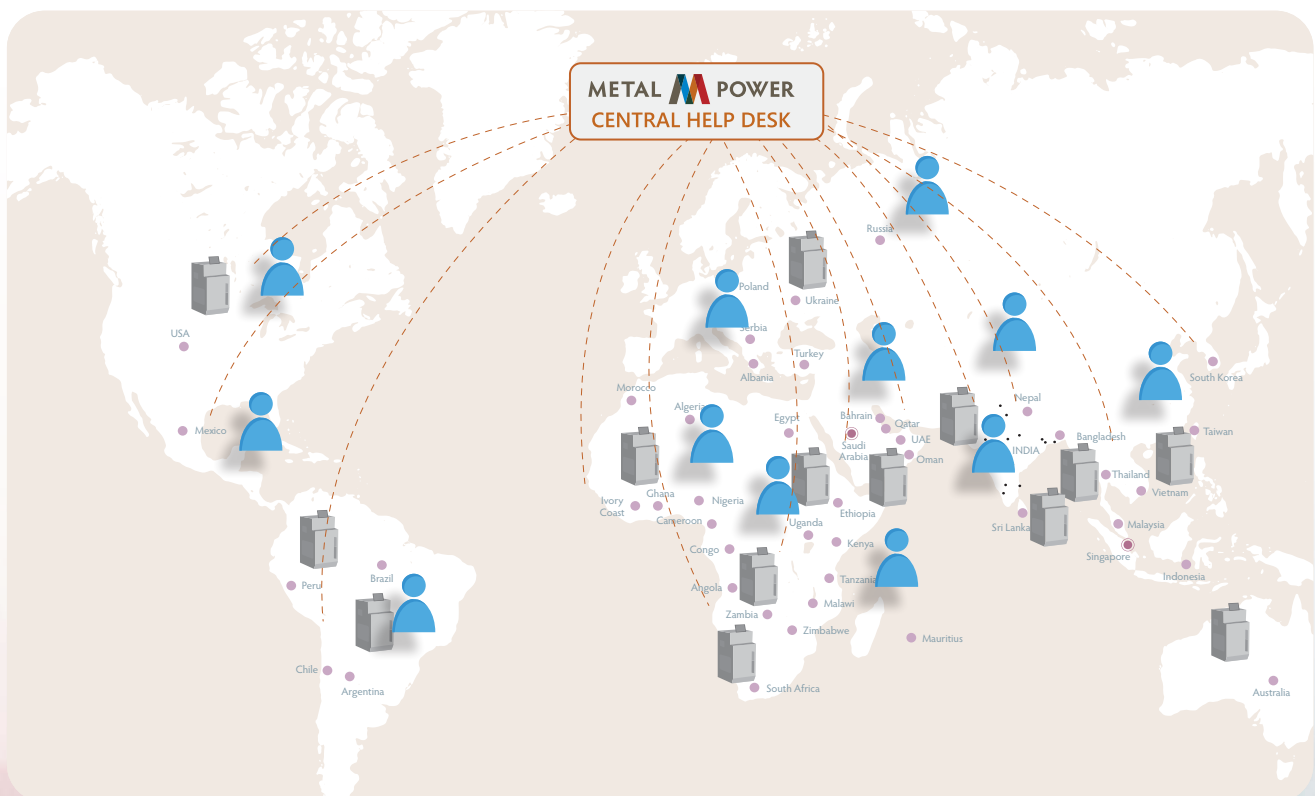 METAL POWER
CENTRAL HELP DESK
Russia
Poland
Ukraine
Serbia
USA
Turkey
Albania
South Korea
Morocco
Nepal
Algeria
Mexico
Egypt
Bahrain
Qatar
Taiwan
Bangladesh
UAE
Saudi
Arabia
INDIA
Oman
Thailand
Vietnam
Ivory
Coast
Ghana
Nigeria
Ethiopia
Cameroon
Uganda
Sri Lanka
Malaysia
Kenya
Congo
Singapore
Brazil
Indonesia
Peru
Angola
Tanzania
Malawi
Zambia
Zimbabwe
Mauritius
Chile
Argentina
South Africa
Australia